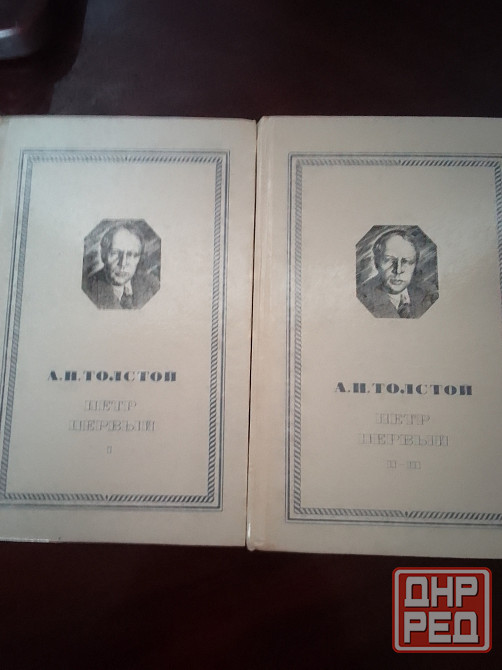 А.Н.ТОЛСТОЙ
ПЕТР
ПЕРВЫЙ
I
А.Н.ТОЛСТОЙ
ПЕТР
ПЕРВЫЙ
II–III
ДНР
РЕД